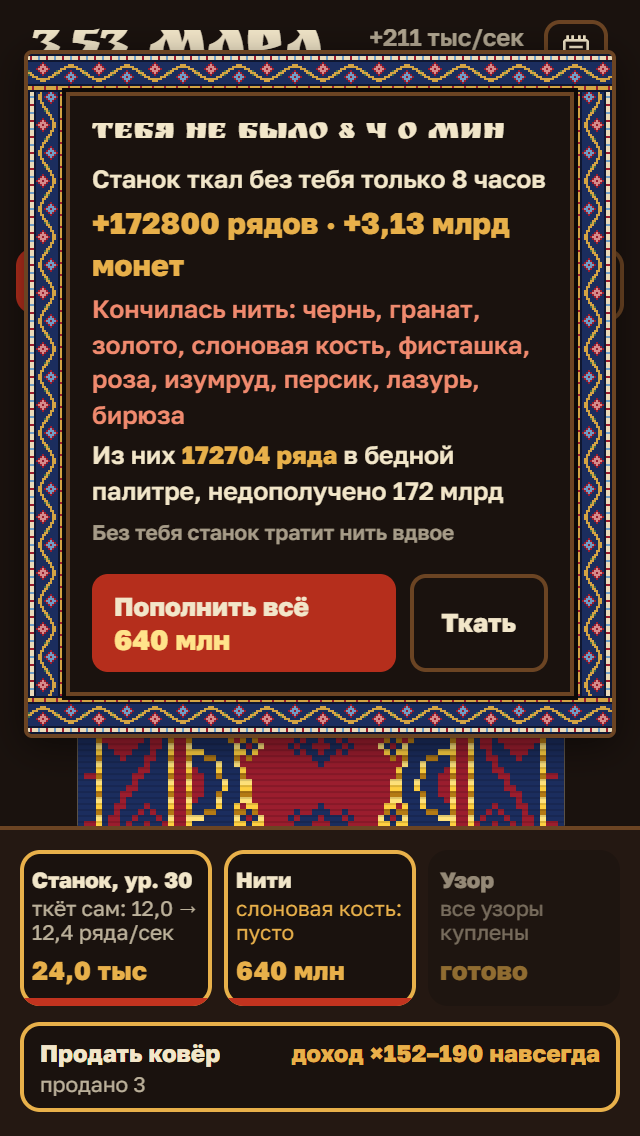 3,53 МЛРД
+211 тыс/сек
ТЕБЯ НЕ БЫЛО 8 Ч 0 МИН
Станок ткал без тебя только 8 часов
+172800 рядов · +3,13 млрд
монет
Кончилась нить: чернь, гранат,
золото, слоновая кость, фисташка,
роза, изумруд, персик, лазурь,
бирюза
Из них 172704 ряда в бедной
палитре, недополучено 172 млрд
Без тебя станок тратит нить вдвое
Пополнить всё
640 млн
Ткать
Станок, ур. 30
ткёт сам: 12,0 →
12,4 ряда/сек
24,0 тыс
Нити
слоновая кость:
пусто
640 млн
Узор
все узоры
куплены
готово
Продать ковёр
доход ×152–190 навсегда
продано 3